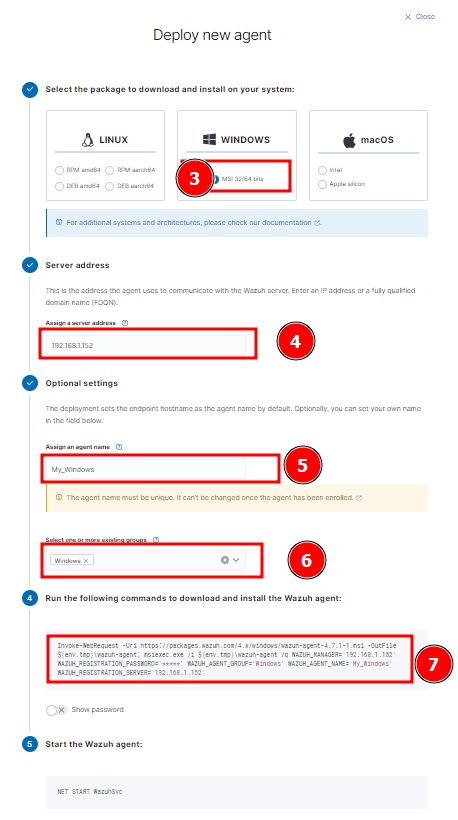 Close
Deploy new agent
Select the package to download and install on your system:
LINUX
RPM amd64 RPM aarch64
DEB amd64 DEB aarch64
WINDOWS
3 MSI 32/64 bits
macOS
Intel
Apple silicon
For additional systems and architectures, please check our documentation.
Server address
This is the address the agent uses to communicate with the Wazuh server. Enter an IP address or a fully qualified
domain name (FDQN).
Assign a server address
192.168.1.152
4
Optional settings
The deployment sets the endpoint hostname as the agent name by default. Optionally, you can set your own name
in the field below.
Assign an agent name
My_Windows
5
The agent name must be unique. It can't be changed once the agent has been enrolled.
Select one or more existing groups
Windows
6
4 Run the following commands to download and install the Wazuh agent:
Invoke-WebRequest -Uri https://packages.wazuh.com/4.x/windows/wazuh-agent-4.7.1-1.msi -OutFile
${env.tmp}\wazuh-agent; msiexec.exe /i ${env.tmp}\wazuh-agent /q WAZUH_MANAGER='192.168.1.152'
WAZUH_REGISTRATION_PASSWORD='*****' WAZUH_AGENT_GROUP='Windows' WAZUH_AGENT_NAME='My_Windows'
WAZUH_REGISTRATION_SERVER='192.168.1.152'
7
Show password
5 Start the Wazuh agent:
NET START WazuhSvc